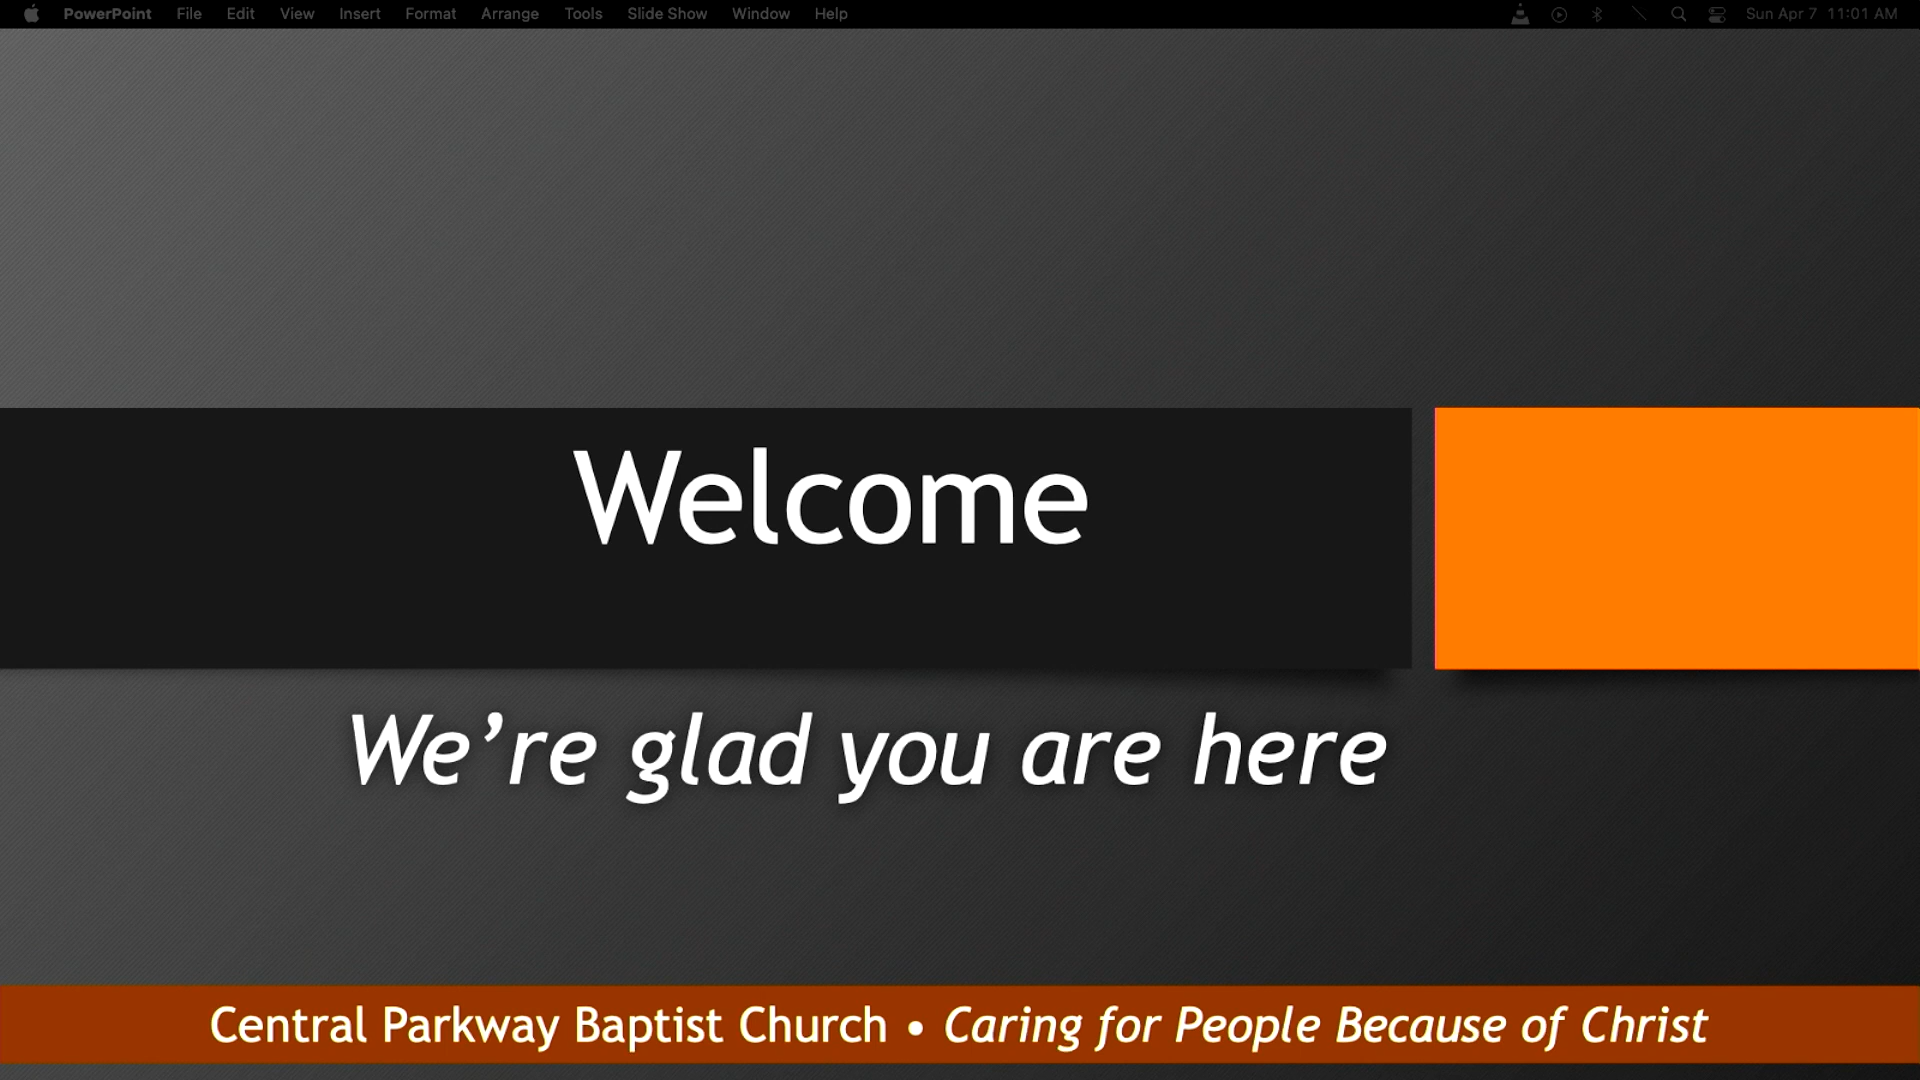 PowerPoint File Edit View Insert Format Arrange Tools Slide Show Window Help Sun Apr 7 11:01 AM
Welcome
We’re glad you are here
Central Parkway Baptist Church • Caring for People Because of Christ